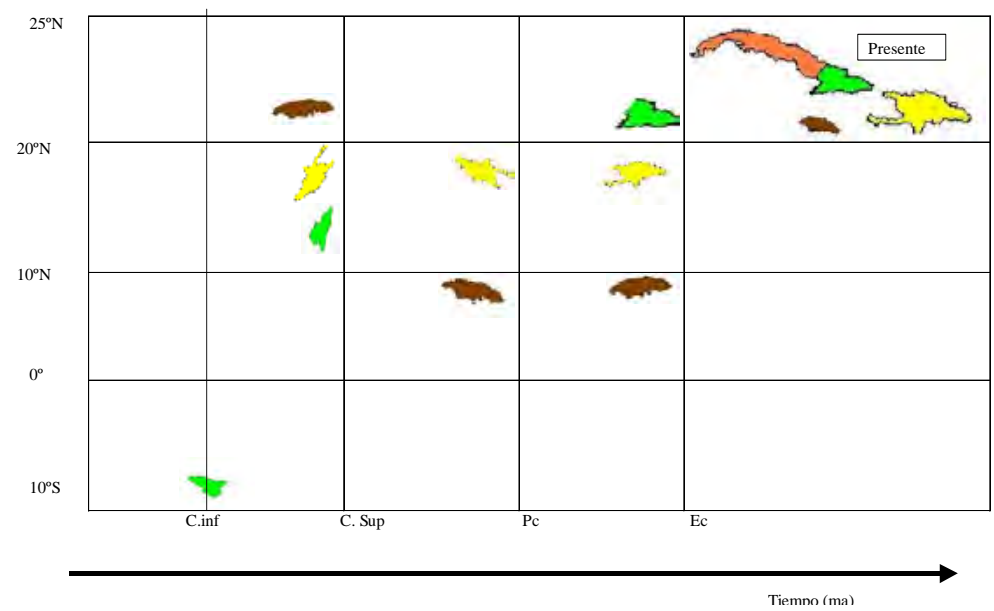 25ºN
Presente
20ºN
10ºN
0º
10ºS
C.inf
C. Sup
Pc
Ec
Tiempo (ma)